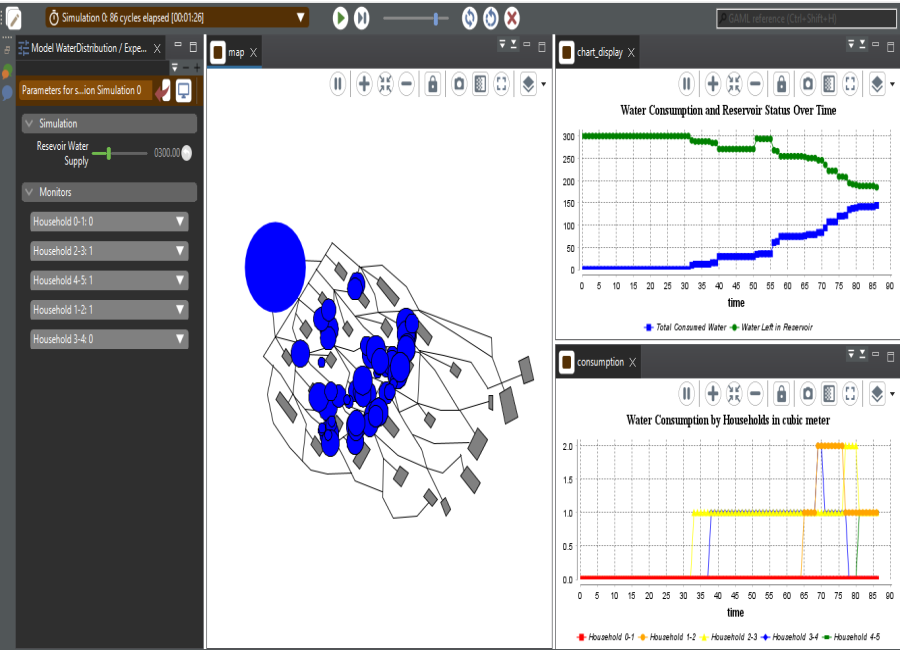 Simulation 0: 86 cycles elapsed [00:01:26]
GAML reference (Ctrl+Shift+H)
Model WaterDistribution / Expe...
Parameters for s...ion Simulation 0
Simulation
Resevoir Water
Supply
0300.00
Monitors
Household 0-1: 0
Household 2-3: 1
Household 4-5: 1
Household 1-2: 1
Household 3-4: 0
map
chart_display
Water Consumption and Reservoir Status Over Time
300
250
200
150
100
50
0
0 5 10 15 20 25 30 35 40 45 50 55 60 65 70 75 80 85 90
time
Total Consumed Water Water Left in Reservoir
consumption
Water Consumption by Households in cubic meter
2.0
1.5
1.0
0.5
0.0
0 5 10 15 20 25 30 35 40 45 50 55 60 65 70 75 80 85 90
time
Household 0-1 Household 1-2 Household 2-3 Household 3-4 Household 4-5